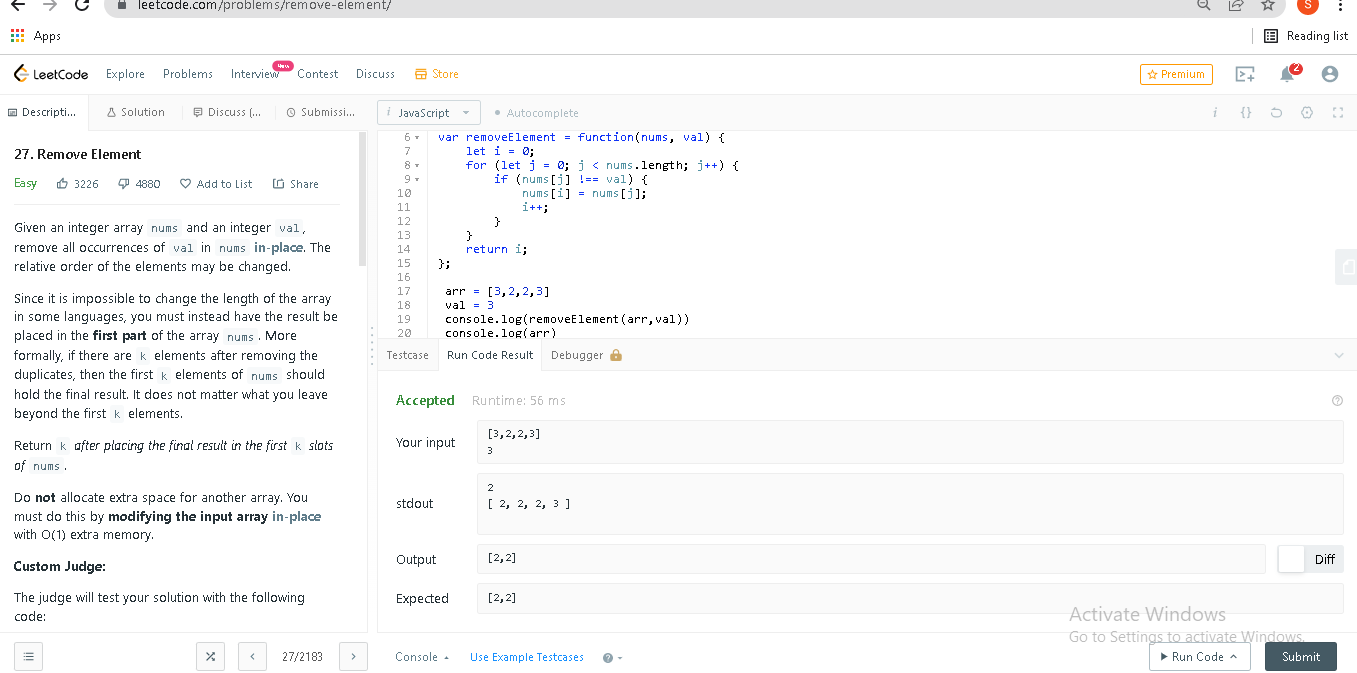 leetcode.com/problems/remove-element/
S
Apps
Reading list
LeetCode Explore Problems Interview New Contest Discuss Store
Premium 2
Descripti... Solution Discuss (... Submissi...
i JavaScript Autocomplete
i {}
27. Remove Element
Easy 3226 4880 Add to List Share
Given an integer array nums and an integer val,
remove all occurrences of val in nums in-place. The
relative order of the elements may be changed.
Since it is impossible to change the length of the array
in some languages, you must instead have the result be
placed in the first part of the array nums. More
formally, if there are k elements after removing the
duplicates, then the first k elements of nums should
hold the final result. It does not matter what you leave
beyond the first k elements.
Return k after placing the final result in the first k slots
of nums.
Do not allocate extra space for another array. You
must do this by modifying the input array in-place
with O(1) extra memory.
Custom Judge:
The judge will test your solution with the following
code:
27/2183
6 var removeElement = function(nums, val) {
7 let i = 0;
8 for (let j = 0; j < nums.length; j++) {
9 if (nums[j] !== val) {
10 nums[i] = nums[j];
11 i++;
12 }
13 }
14 return i;
15 };
16
17 arr = [3,2,2,3]
18 val = 3
19 console.log(removeElement(arr,val))
20 console.log(arr)
Testcase Run Code Result Debugger
Accepted Runtime: 56 ms
Your input
[3,2,2,3]
3
stdout
2
[ 2, 2, 2, 3 ]
Output [2,2] Diff
Expected [2,2]
Activate Windows
Go to Settings to activate Windows.
Console Use Example Testcases ? Run Code Submit